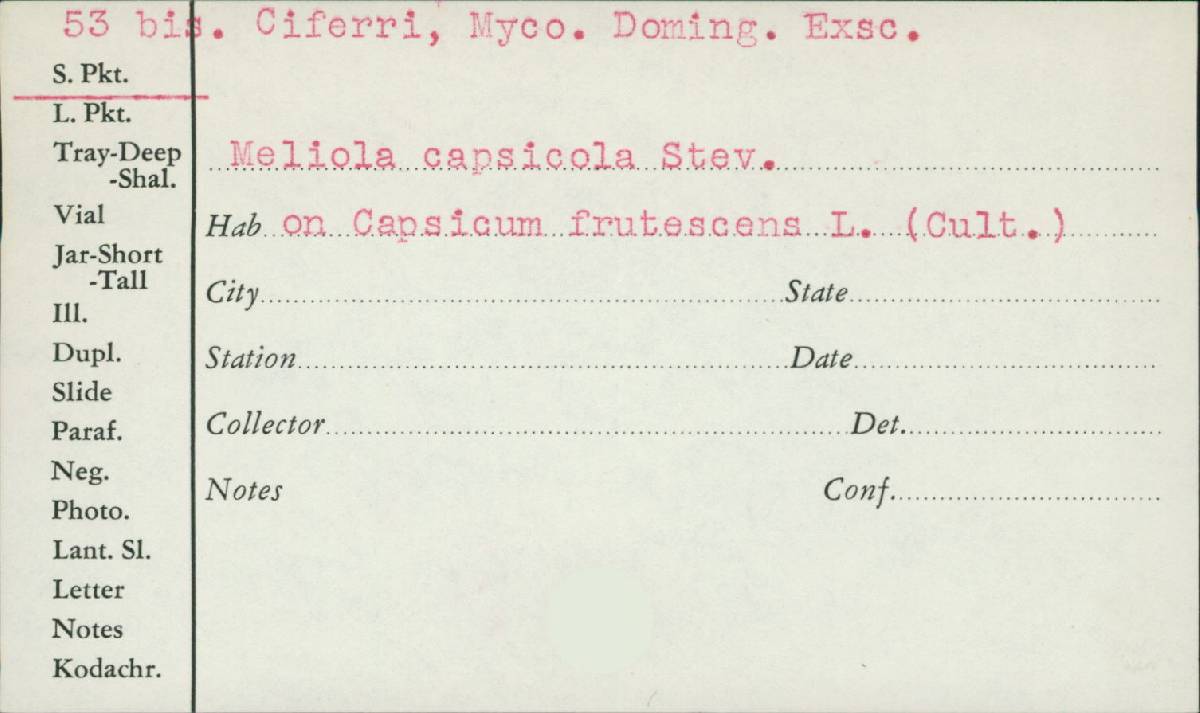 53 bis. Ciferri, Myco. Doming. Exsc.
S. Pkt.
L. Pkt.
Tray-Deep
-Shal.
Vial
Jar-Short
-Tall
Ill.
Dupl.
Slide
Paraf.
Neg.
Photo.
Lant. Sl.
Letter
Notes
Kodachr.
Meliola capsicola Stev.
Hab on Capsicum frutescens L. (Cult.)
City State
Station Date
Collector Det.
Notes Conf.